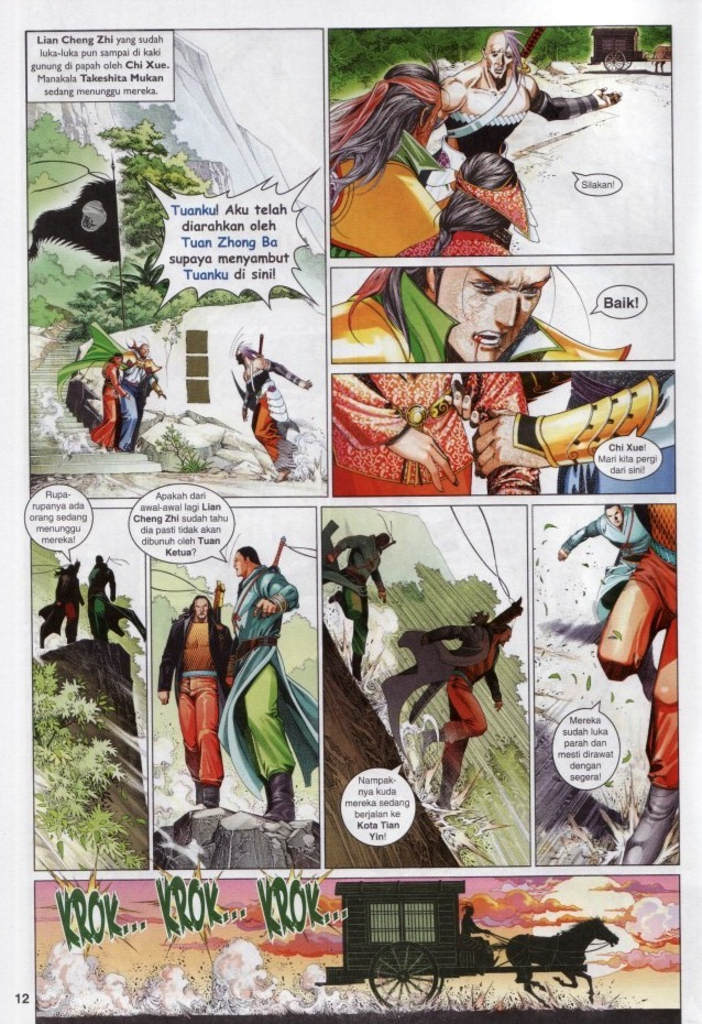 Lian Cheng Zhi yang sudah
luka-luka pun sampai di kaki
gunung di papah oleh Chi Xue.
Manakala Takeshita Mukan
sedang menunggu mereka.
Tuanku! Aku telah
diarahkan oleh
Tuan Zhong Ba
supaya menyambut
Tuanku di sini!
Silakan!
Baik!
Chi Xue!
Mari kita pergi
dari sini!
Rupa-
rupanya ada
orang sedang
menunggu
mereka!
Apakah dari
awal-awal lagi Lian
Cheng Zhi sudah tahu
dia pasti tidak akan
dibunuh oleh Tuan
Ketua?
Nampak-
nya kuda
mereka sedang
berjalan ke
Kota Tian
Yin!
Mereka
sudah luka
parah dan
mesti dirawat
dengan
segera!
KROK... KROK... KROK...
12